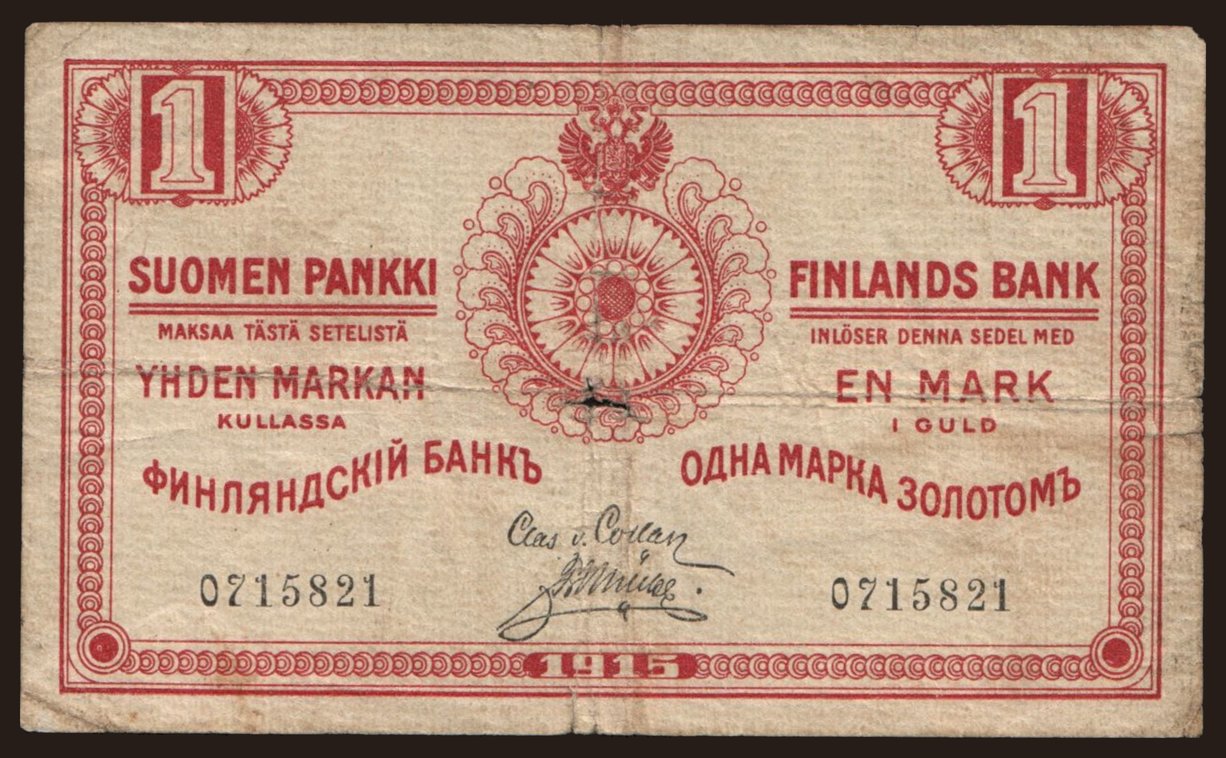 1
1
SUOMEN PANKKI
MAKSAA TÄSTÄ SETELISTÄ
YHDEN MARKAN
KULLASSA
FINLANDS BANK
INLÖSER DENNA SEDEL MED
EN MARK
I GULD
ФИНЛЯНДСКІЙ БАНКЪ
ОДНА МАРКА ЗОЛОТОМЪ
Clas v. Collan
0715821
0715821
1915